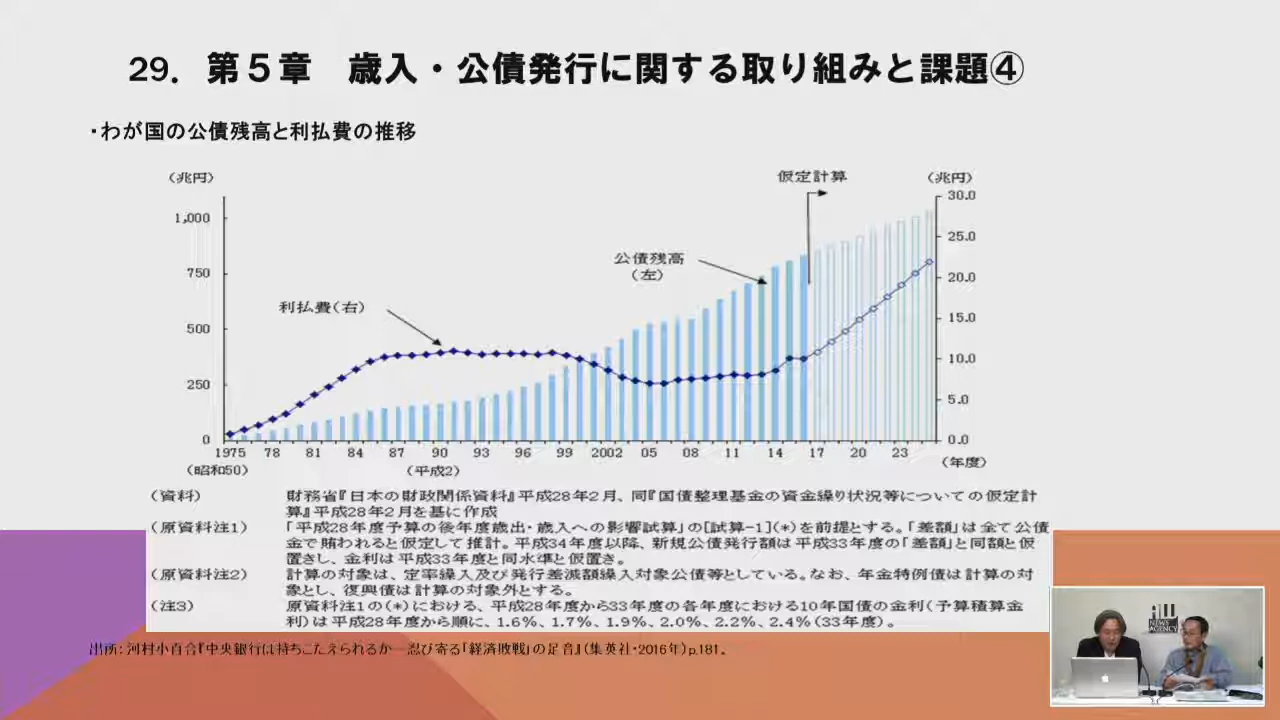 29．第５章　歳入・公債発行に関する取り組みと課題④
・わが国の公債残高と利払費の推移
（兆円）
仮定計算
（兆円）
1,000
750
500
250
0
30.0
25.0
20.0
15.0
10.0
5.0
0.0
公債残高
（左）
利払費（右）
1975 78 81 84 87 90 93 96 99 2002 05 08 11 14 17 20 23
（昭和50）
（平成2）
（年度）
（資料） 財務省『日本の財政関係資料』平成28年2月、同『国債整理基金の資金繰り状況等についての仮定計
算』平成28年2月を基に作成
（原資料注1） 「平成28年度予算の後年度歳出・歳入への影響試算」の[試算-1](＊)を前提とする。「差額」は全て公債
金で賄われると仮定して推計。平成34年度以降、新規公債発行額は平成33年度の「差額」と同額と仮
置きし、金利は平成33年度と同水準と仮置き。
（原資料注2） 計算の対象は、定率繰入及び発行差減額繰入対象公債等としている。なお、年金特例債は計算の対
象とし、復興債は計算の対象外とする。
（注3） 原資料注1の（＊）における、平成28年度から33年度の各年度における10年国債の金利（予算積算金
利）は平成28年度から順に、1.6%、1.7%、1.9%、2.0%、2.2%、2.4%（33年度）。
出所：河村小百合『中央銀行は持ちこたえられるか―忍び寄る「経済敗戦」の足音』（集英社・2016年）p.181。
NEWS
AGENCY